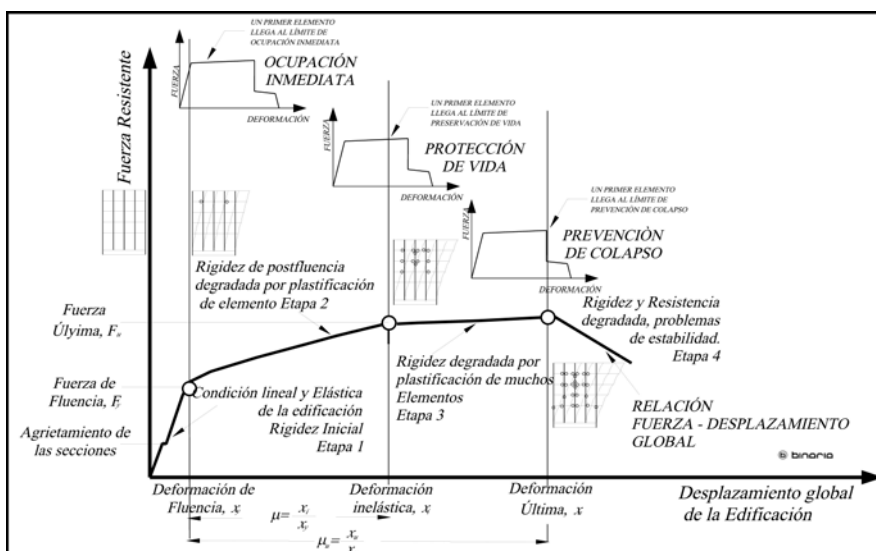 UN PRIMER ELEMENTO
LLEGA AL LÍMITE DE
OCUPACIÓN INMEDIATA
OCUPACIÓN
INMEDIATA
FUERZA
DEFORMACIÓN
UN PRIMER ELEMENTO
LLEGA AL LÍMITE DE
PRESERVACIÓN DE VIDA
PROTECCIÓN
DE VIDA
FUERZA
DEFORMACIÓN
UN PRIMER ELEMENTO
LLEGA AL LÍMITE DE
PREVENCIÓN DE COLAPSO
PREVENCIÓN
DE COLAPSO
FUERZA
DEFORMACIÓN
Fuerza Resistente
Rigidez de postfluencia
degradada por plastificación
de elemento Etapa 2
Fuerza
Úlyima, Fu
Rigidez y Resistencia
degradada, problemas
de estabilidad.
Etapa 4
Rigidez degradada por
plastificación de muchos
Elementos
Etapa 3
Fuerza de
Fluencia, Fy
Condición lineal y Elástica
de la edificación
Rigidez Inicial
Etapa 1
Agrietamiento de
las secciones
RELACIÓN
FUERZA - DESPLAZAMIENTO
GLOBAL
binaria
Deformación de
Fluencia, x
Deformación
inelástica, x
Deformación
Última, x
Desplazamiento global
de la Edificación
μ= x
x
μ = x
x